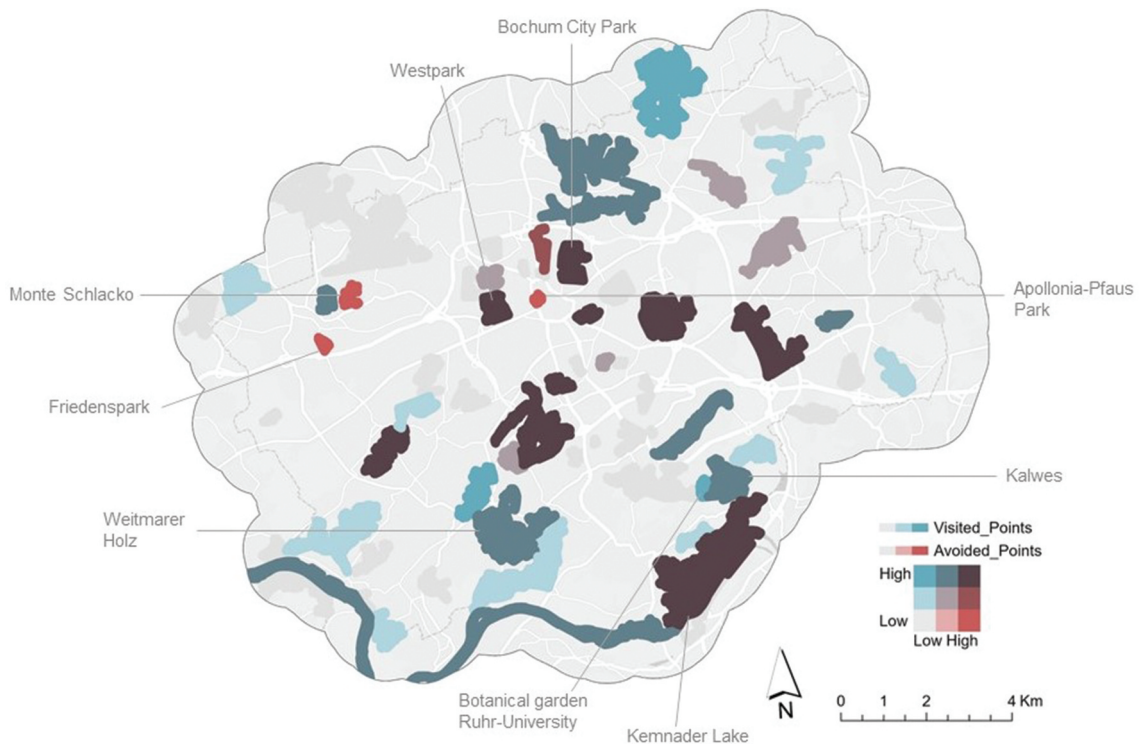 Bochum City Park
Westpark
Monte Schlacko
Apollonia-Pfaus
Park
Friedenspark
Kalwes
Weitmarer
Holz
Visited_Points
Avoided_Points
High
Low
Low High
Botanical garden
Ruhr-University
Kemnader Lake
N
0 1 2 4 Km